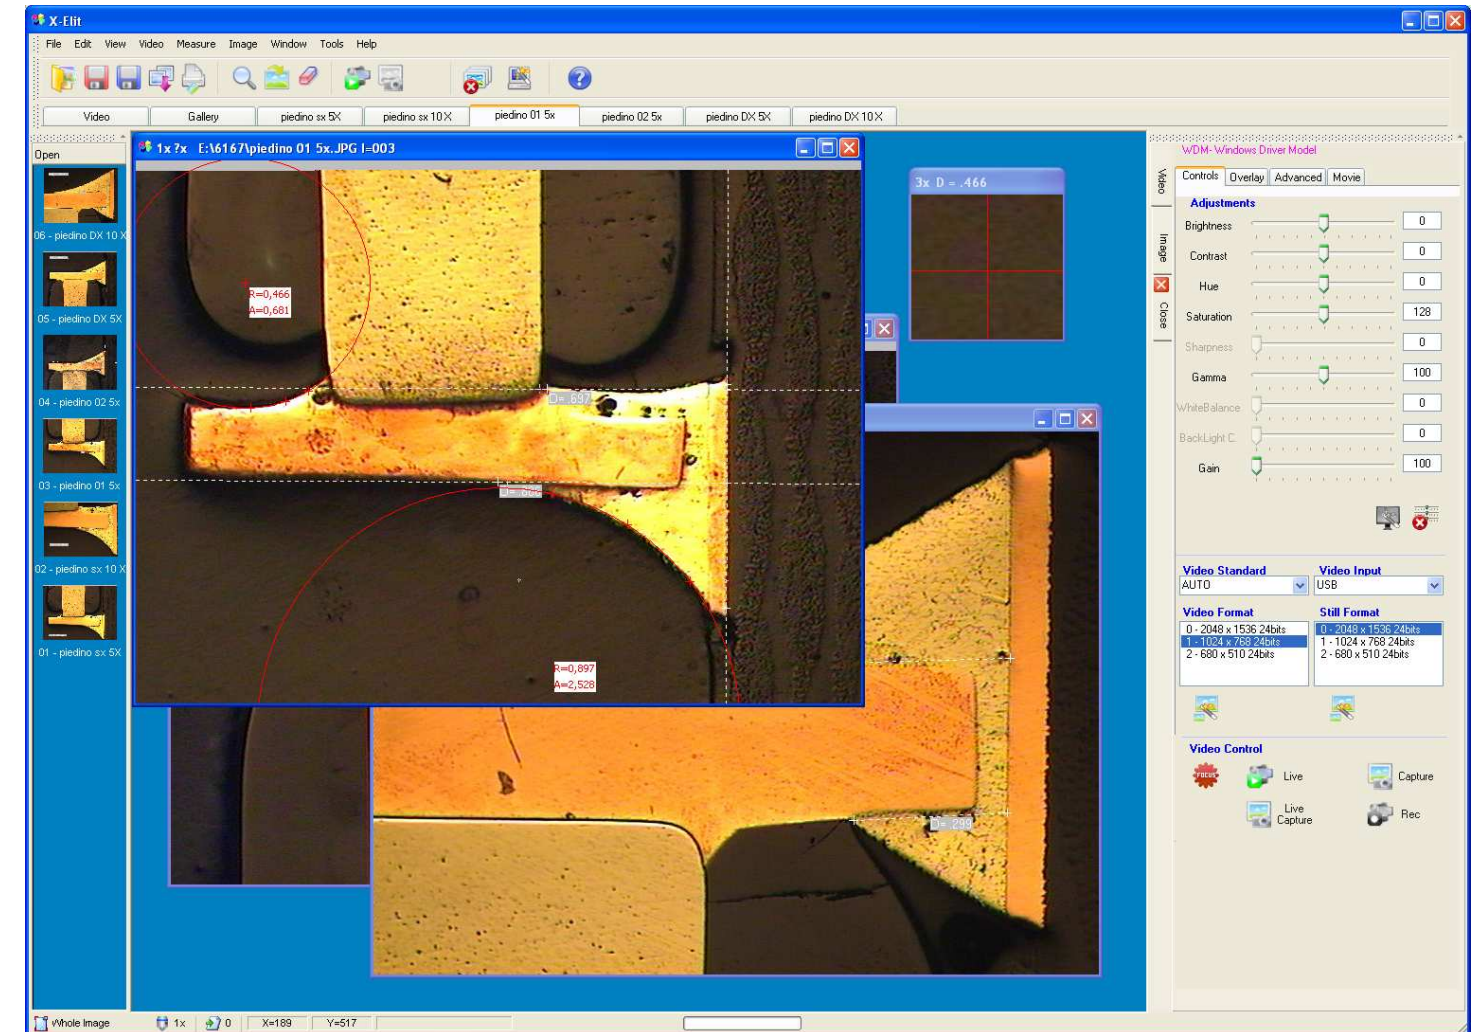 X-Elit
File Edit View Video Measure Image Window Tools Help
Video Gallery piedino sx 5X piedino sx 10X piedino 01 5x piedino 02 5x piedino DX 5X piedino DX 10X
Open
06 - piedino DX 10 X
05 - piedino DX 5X
04 - piedino 02 5x
03 - piedino 01 5x
02 - piedino sx 10 X
01 - piedino sx 5X
1x ?x E:\6167\piedino 01 5x.JPG I=003
R=0,466
A=0,681
D= .697
R=0,897
A=2,528
3x D = .466
D= .299
Video
Image
Close
WDM- Windows Driver Model
Controls Overlay Advanced Movie
Adjustments
Brightness 0
Contrast 0
Hue 0
Saturation 128
Sharpness 0
Gamma 100
WhiteBalance 0
BackLight C. 0
Gain 100
Video Standard Video Input
AUTO USB
Video Format Still Format
0 - 2048 x 1536 24bits 0 - 2048 x 1536 24bits
1 - 1024 x 768 24bits 1 - 1024 x 768 24bits
2 - 680 x 510 24bits 2 - 680 x 510 24bits
Video Control
FOCUS Live Capture
Live Capture Rec
Whole Image 1x 0 X=189 Y=517